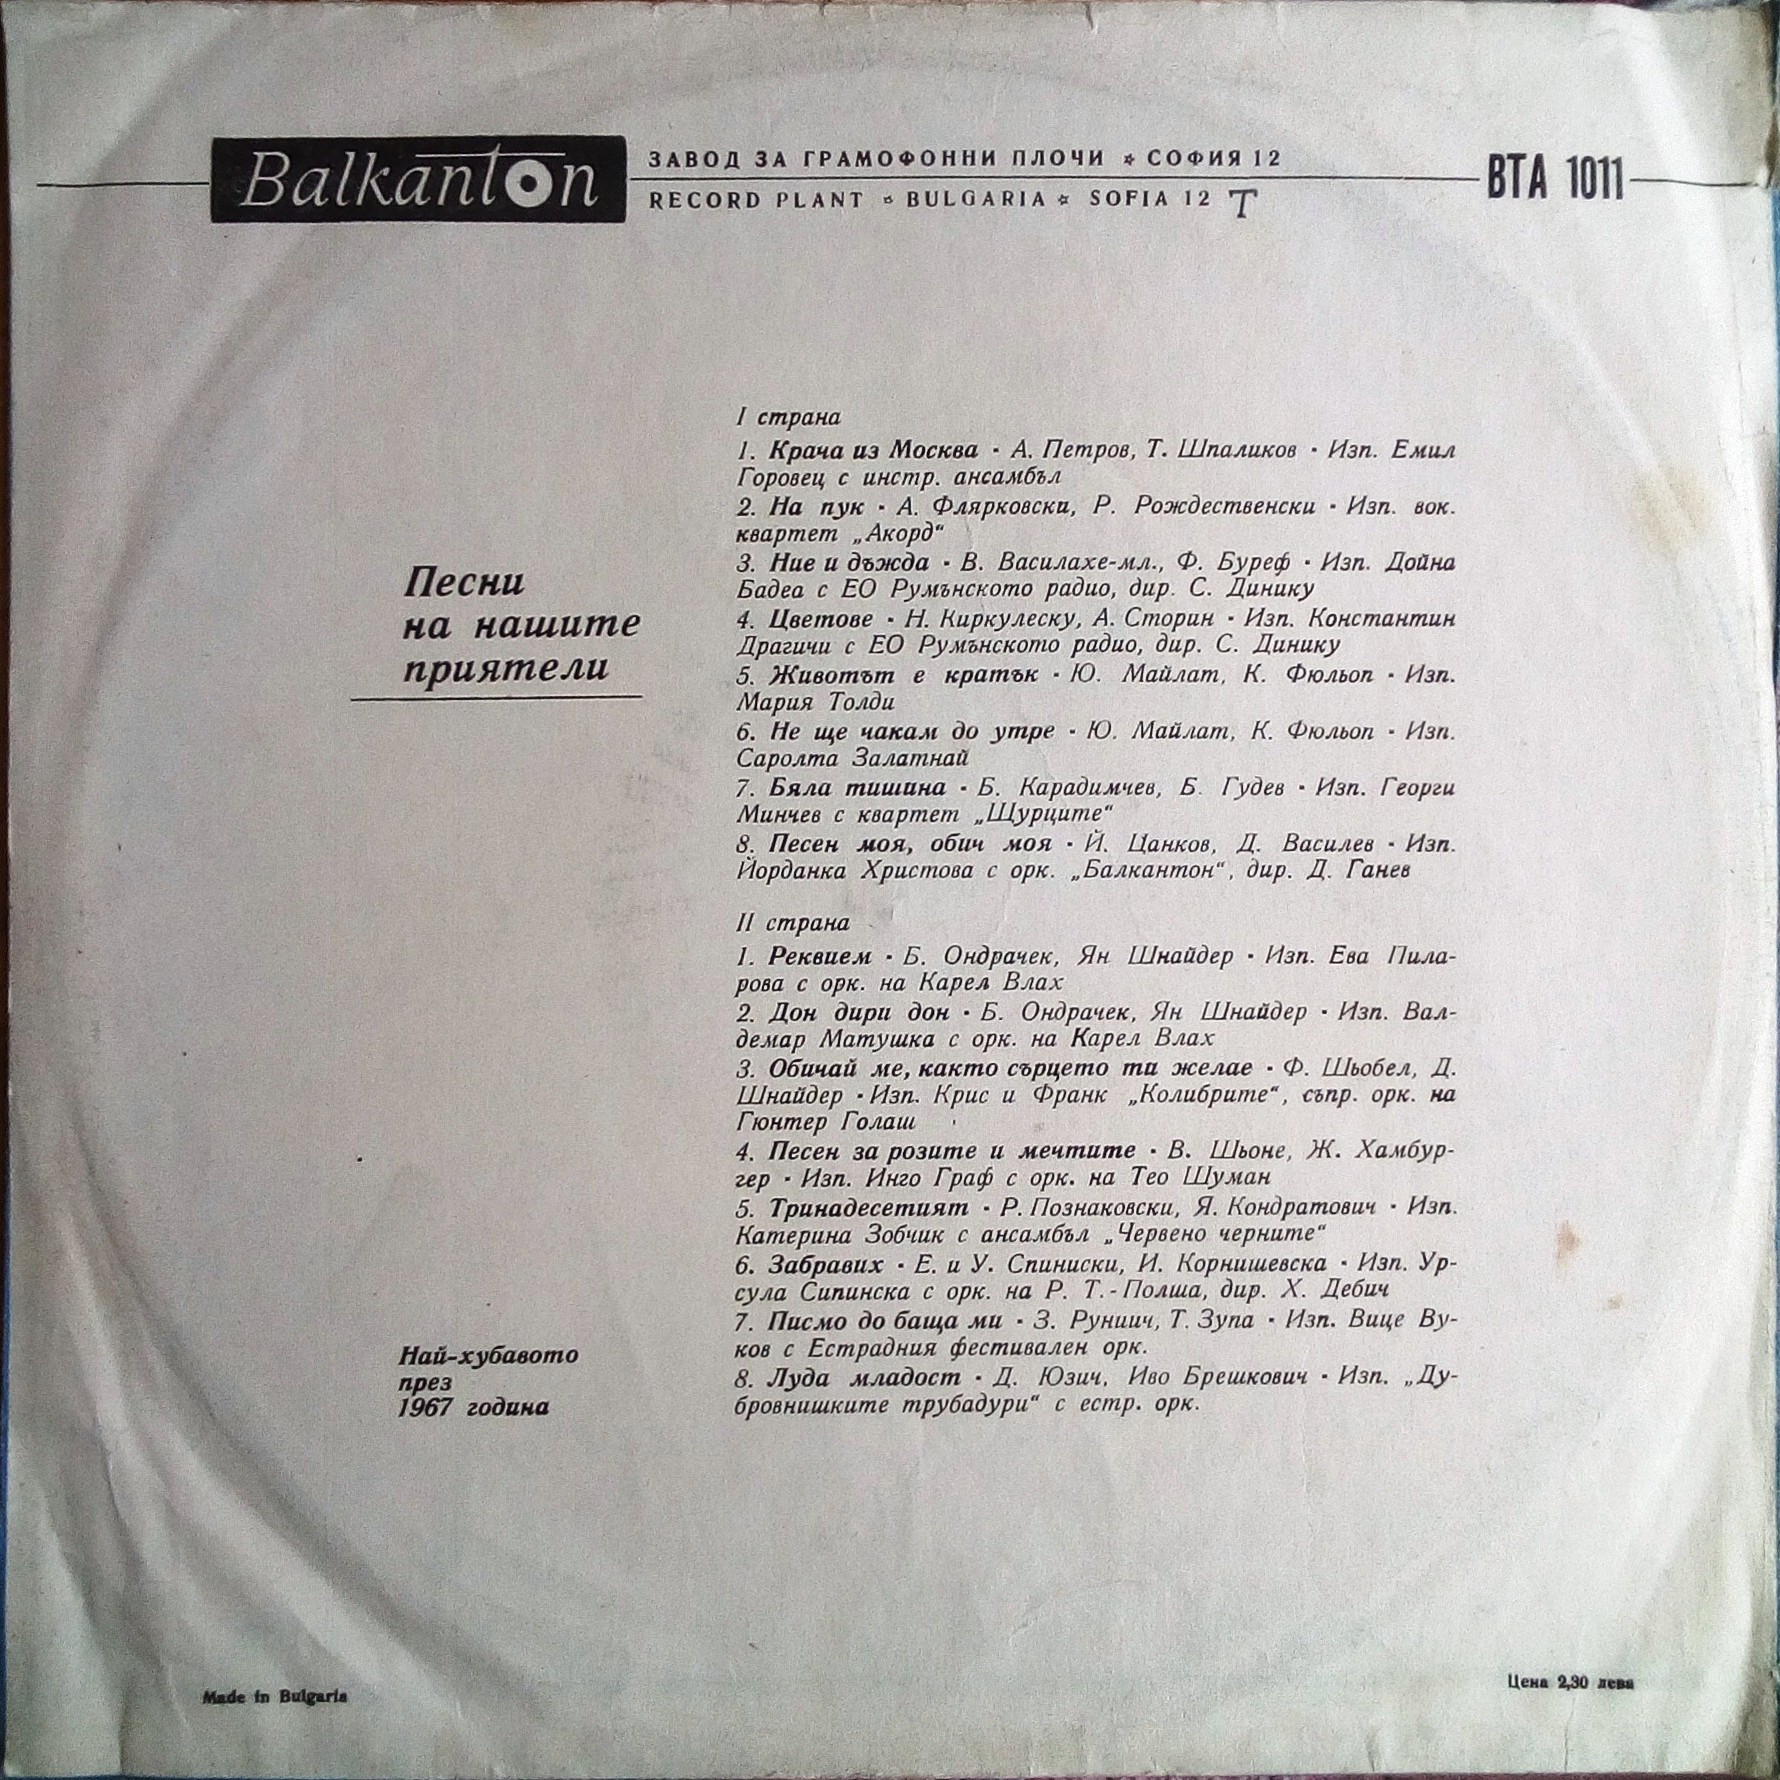 Balkanton
ЗАВОД ЗА ГРАМОФОННИ ПЛОЧИ ☆ СОФИЯ 12
RECORD PLANT ☆ BULGARIA ☆ SOFIA 12 T
ВТА 1011
Песни
на нашите
приятели
I страна
1. Крача из Москва · А. Петров, Т. Шпаликов · Изп. Емил
Горовец с инстр. ансамбъл
2. На пук · А. Флярковски, Р. Рождественски · Изп. вок.
квартет „Акорд“
3. Ние и дъжда · В. Василахе-мл., Ф. Буреф · Изп. Дойна
Бадеа с ЕО Румънското радио, дир. С. Динику
4. Цветове · Н. Киркулеску, А. Сторин · Изп. Константин
Драгичи с ЕО Румънското радио, дир. С. Динику
5. Животът е кратък · Ю. Майлат, К. Фюльоп · Изп.
Мария Толди
6. Не ще чакам до утре · Ю. Майлат, К. Фюльоп · Изп.
Саролта Залатнай
7. Бяла тишина · Б. Карадимчев, Б. Гудев · Изп. Георги
Минчев с квартет „Щурците“
8. Песен моя, обич моя · Й. Цанков, Д. Василев · Изп.
Йорданка Христова с орк. „Балкантон“, дир. Д. Ганев
II страна
1. Реквием · Б. Ондрачек, Ян Шнайдер · Изп. Ева Пила-
рова с орк. на Карел Влах
2. Дон дири дон · Б. Ондрачек, Ян Шнайдер · Изп. Вал-
демар Матушка с орк. на Карел Влах
3. Обичай ме, както сърцето ти желае · Ф. Шьобел, Д.
Шнайдер · Изп. Крис и Франк „Колибрите“, съпр. орк. на
Гюнтер Голаш
4. Песен за розите и мечтите · В. Шьоне, Ж. Хамбур-
гер · Изп. Инго Граф с орк. на Тео Шуман
5. Тринадесетият · Р. Познаковски, Я. Кондратович · Изп.
Катерина Зобчик с ансамбъл „Червено черните“
6. Забравих · Е. и У. Спиниски, И. Корнишевска · Изп. Ур-
сула Сипинска с орк. на Р. Т.-Полша, дир. Х. Дебич
7. Писмо до баща ми · З. Руниич, Т. Зупа · Изп. Вице Ву-
ков с Естрадния фестивален орк.
8. Луда младост · Д. Юзич, Иво Брешкович · Изп. „Ду-
бровнишките трубадури“ с естр. орк.
Най-хубавото
през
1967 година
Made in Bulgaria
Цена 2,30 лева